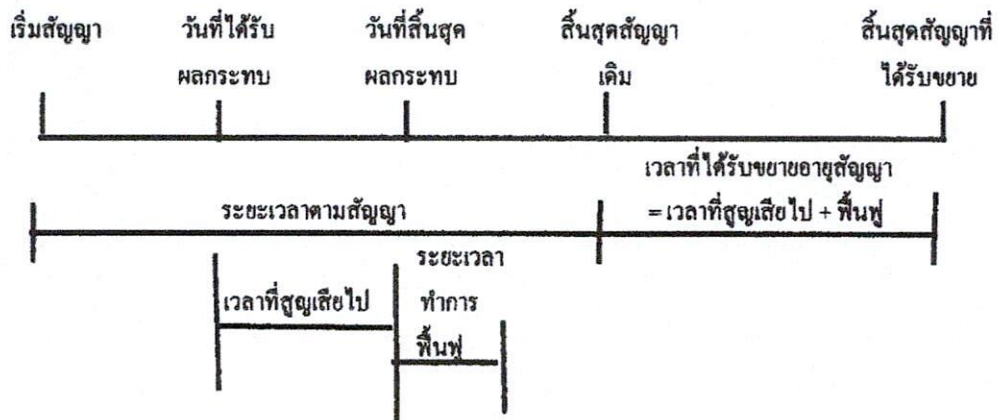 เริ่มสัญญา วันที่ได้รับ วันที่สิ้นสุด สิ้นสุดสัญญา สิ้นสุดสัญญาที่
ผลกระทบ ผลกระทบ เดิม ได้รับขยาย
เวลาที่ได้รับขยายอายุสัญญา
ระยะเวลาตามสัญญา = เวลาที่สูญเสียไป + ฟื้นฟู
ระยะเวลา
เวลาที่สูญเสียไป ทำการ
ฟื้นฟู